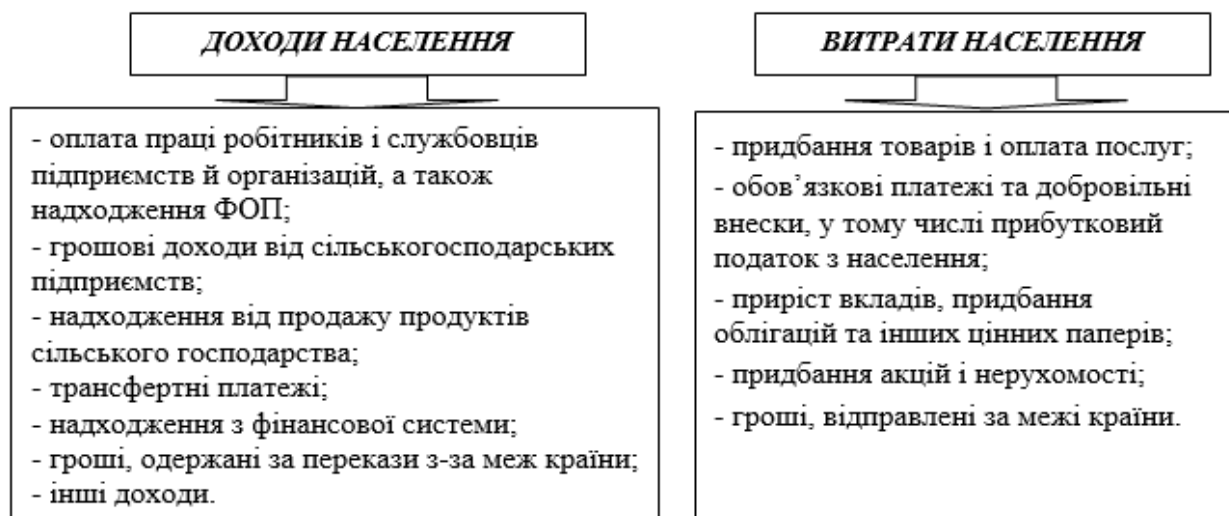 ДОХОДИ НАСЕЛЕННЯ
- оплата праці робітників і службовців
підприємств й організацій, а також
надходження ФОП;
- грошові доходи від сільськогосподарських
підприємств;
- надходження від продажу продуктів
сільського господарства;
- трансфертні платежі;
- надходження з фінансової системи;
- гроші, одержані за перекази з-за меж країни;
- інші доходи.
ВИТРАТИ НАСЕЛЕННЯ
- придбання товарів і оплата послуг;
- обов’язкові платежі та добровільні
внески, у тому числі прибутковий
податок з населення;
- приріст вкладів, придбання
облігацій та інших цінних паперів;
- придбання акцій і нерухомості;
- гроші, відправлені за межі країни.